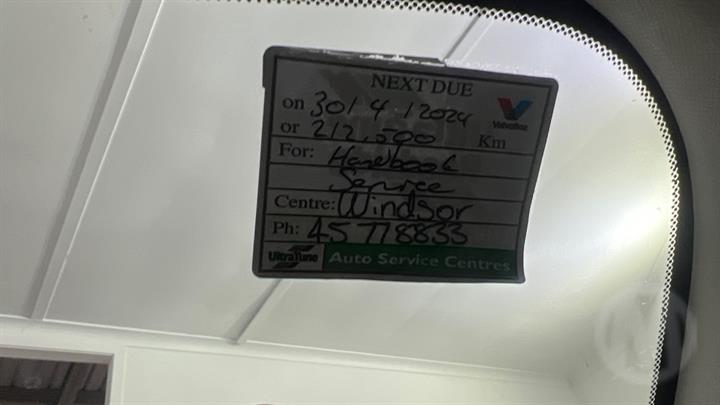 NEXT DUE
on 30/4/2024
Valvoline
or 212,500 Km
For: Handbook
Service
Centre: Windsor
Ph: 45 778833
UltraTune Auto Service Centres